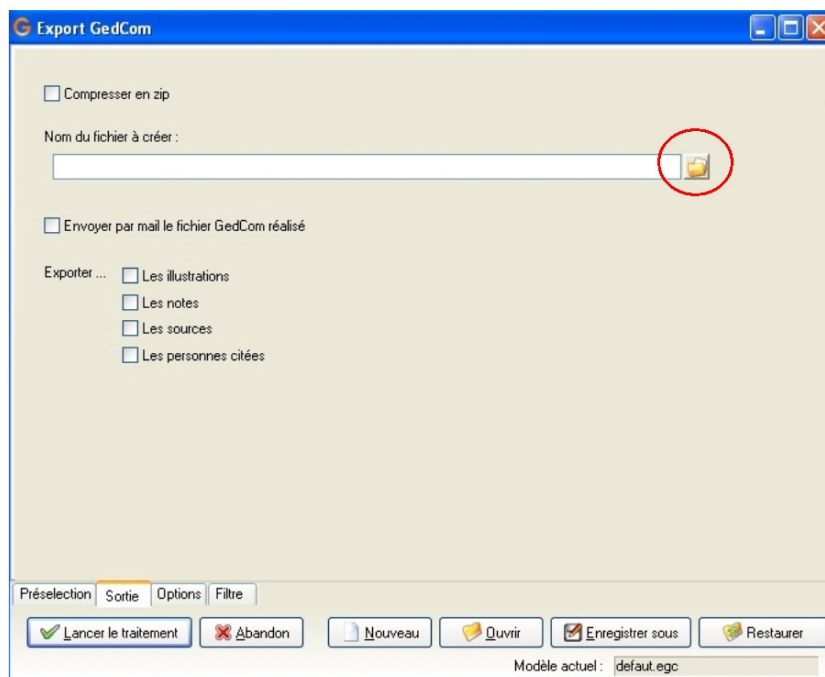 Export GedCom
Compresser en zip
Nom du fichier à créer :
Envoyer par mail le fichier GedCom réalisé
Exporter ... Les illustrations
Les notes
Les sources
Les personnes citées
Préselection Sortie Options Filtre
Lancer le traitement Abandon Nouveau Ouvrir Enregistrer sous Restaurer
Modèle actuel : defaut.egc